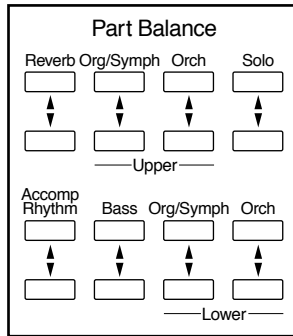 Part Balance
Reverb Org/Symph Orch Solo
Upper
Accomp
Rhythm Bass Org/Symph Orch
Lower